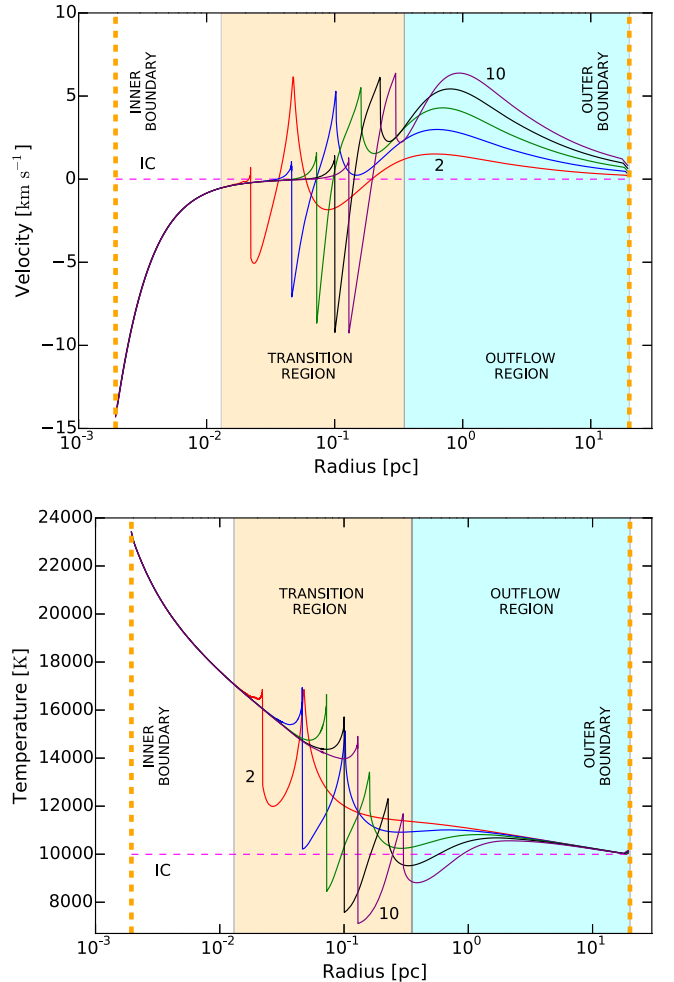 10
5
0
−5
−10
−15
Velocity [km s⁻¹]
INNER
BOUNDARY
OUTER
BOUNDARY
IC
10
2
TRANSITION
REGION
OUTFLOW
REGION
10⁻³ 10⁻² 10⁻¹ 10⁰ 10¹
Radius [pc]
24000
22000
20000
18000
16000
14000
12000
10000
8000
Temperature [K]
TRANSITION
REGION
OUTFLOW
REGION
INNER
BOUNDARY
OUTER
BOUNDARY
2
IC
10
10⁻³ 10⁻² 10⁻¹ 10⁰ 10¹
Radius [pc]